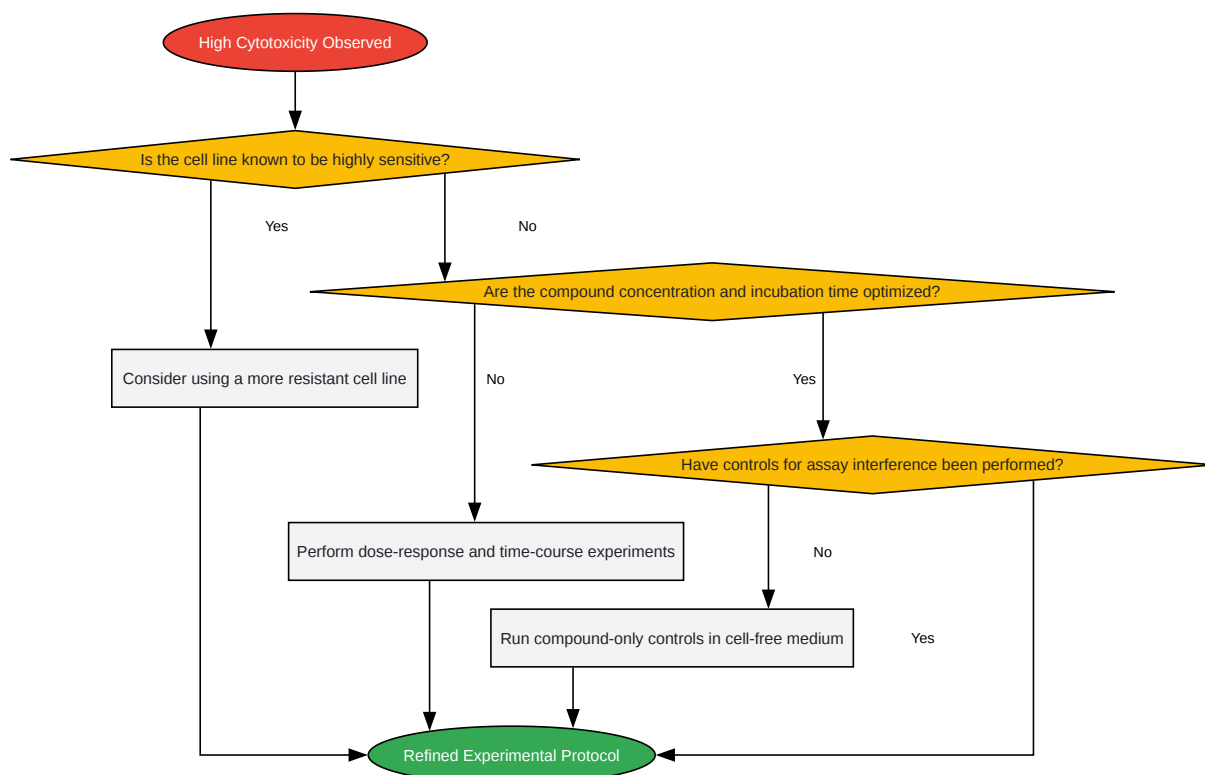 High Cytotoxicity Observed
Is the cell line known to be highly sensitive?
Yes
No
Are the compound concentration and incubation time optimized?
Consider using a more resistant cell line
No
Yes
Have controls for assay interference been performed?
Perform dose-response and time-course experiments
No
Run compound-only controls in cell-free medium
Yes
Refined Experimental Protocol